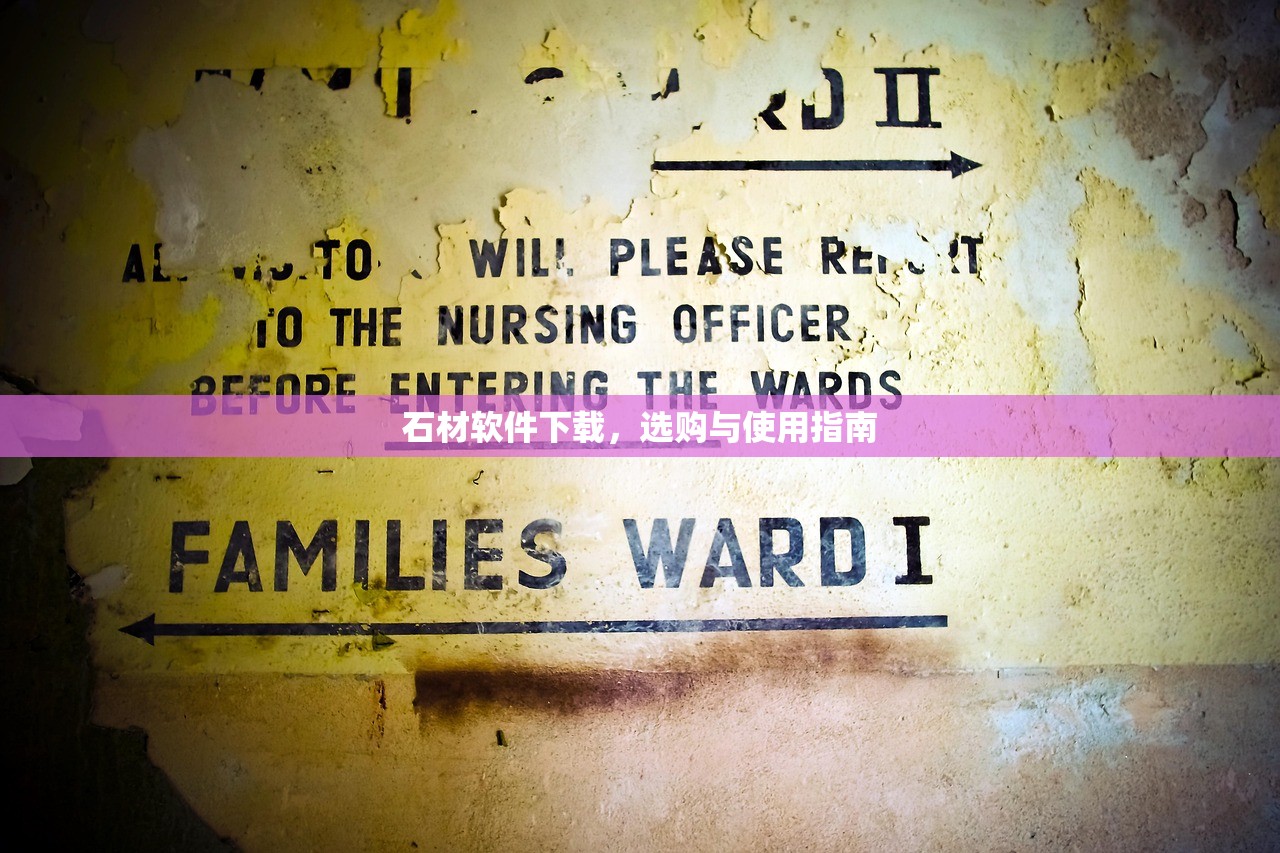 II
TO WILL PLEASE
TO THE NURSING OFFICER
BEFORE ENTERING THE WARDS
石材软件下载，选购与使用指南
FAMILIES WARD I